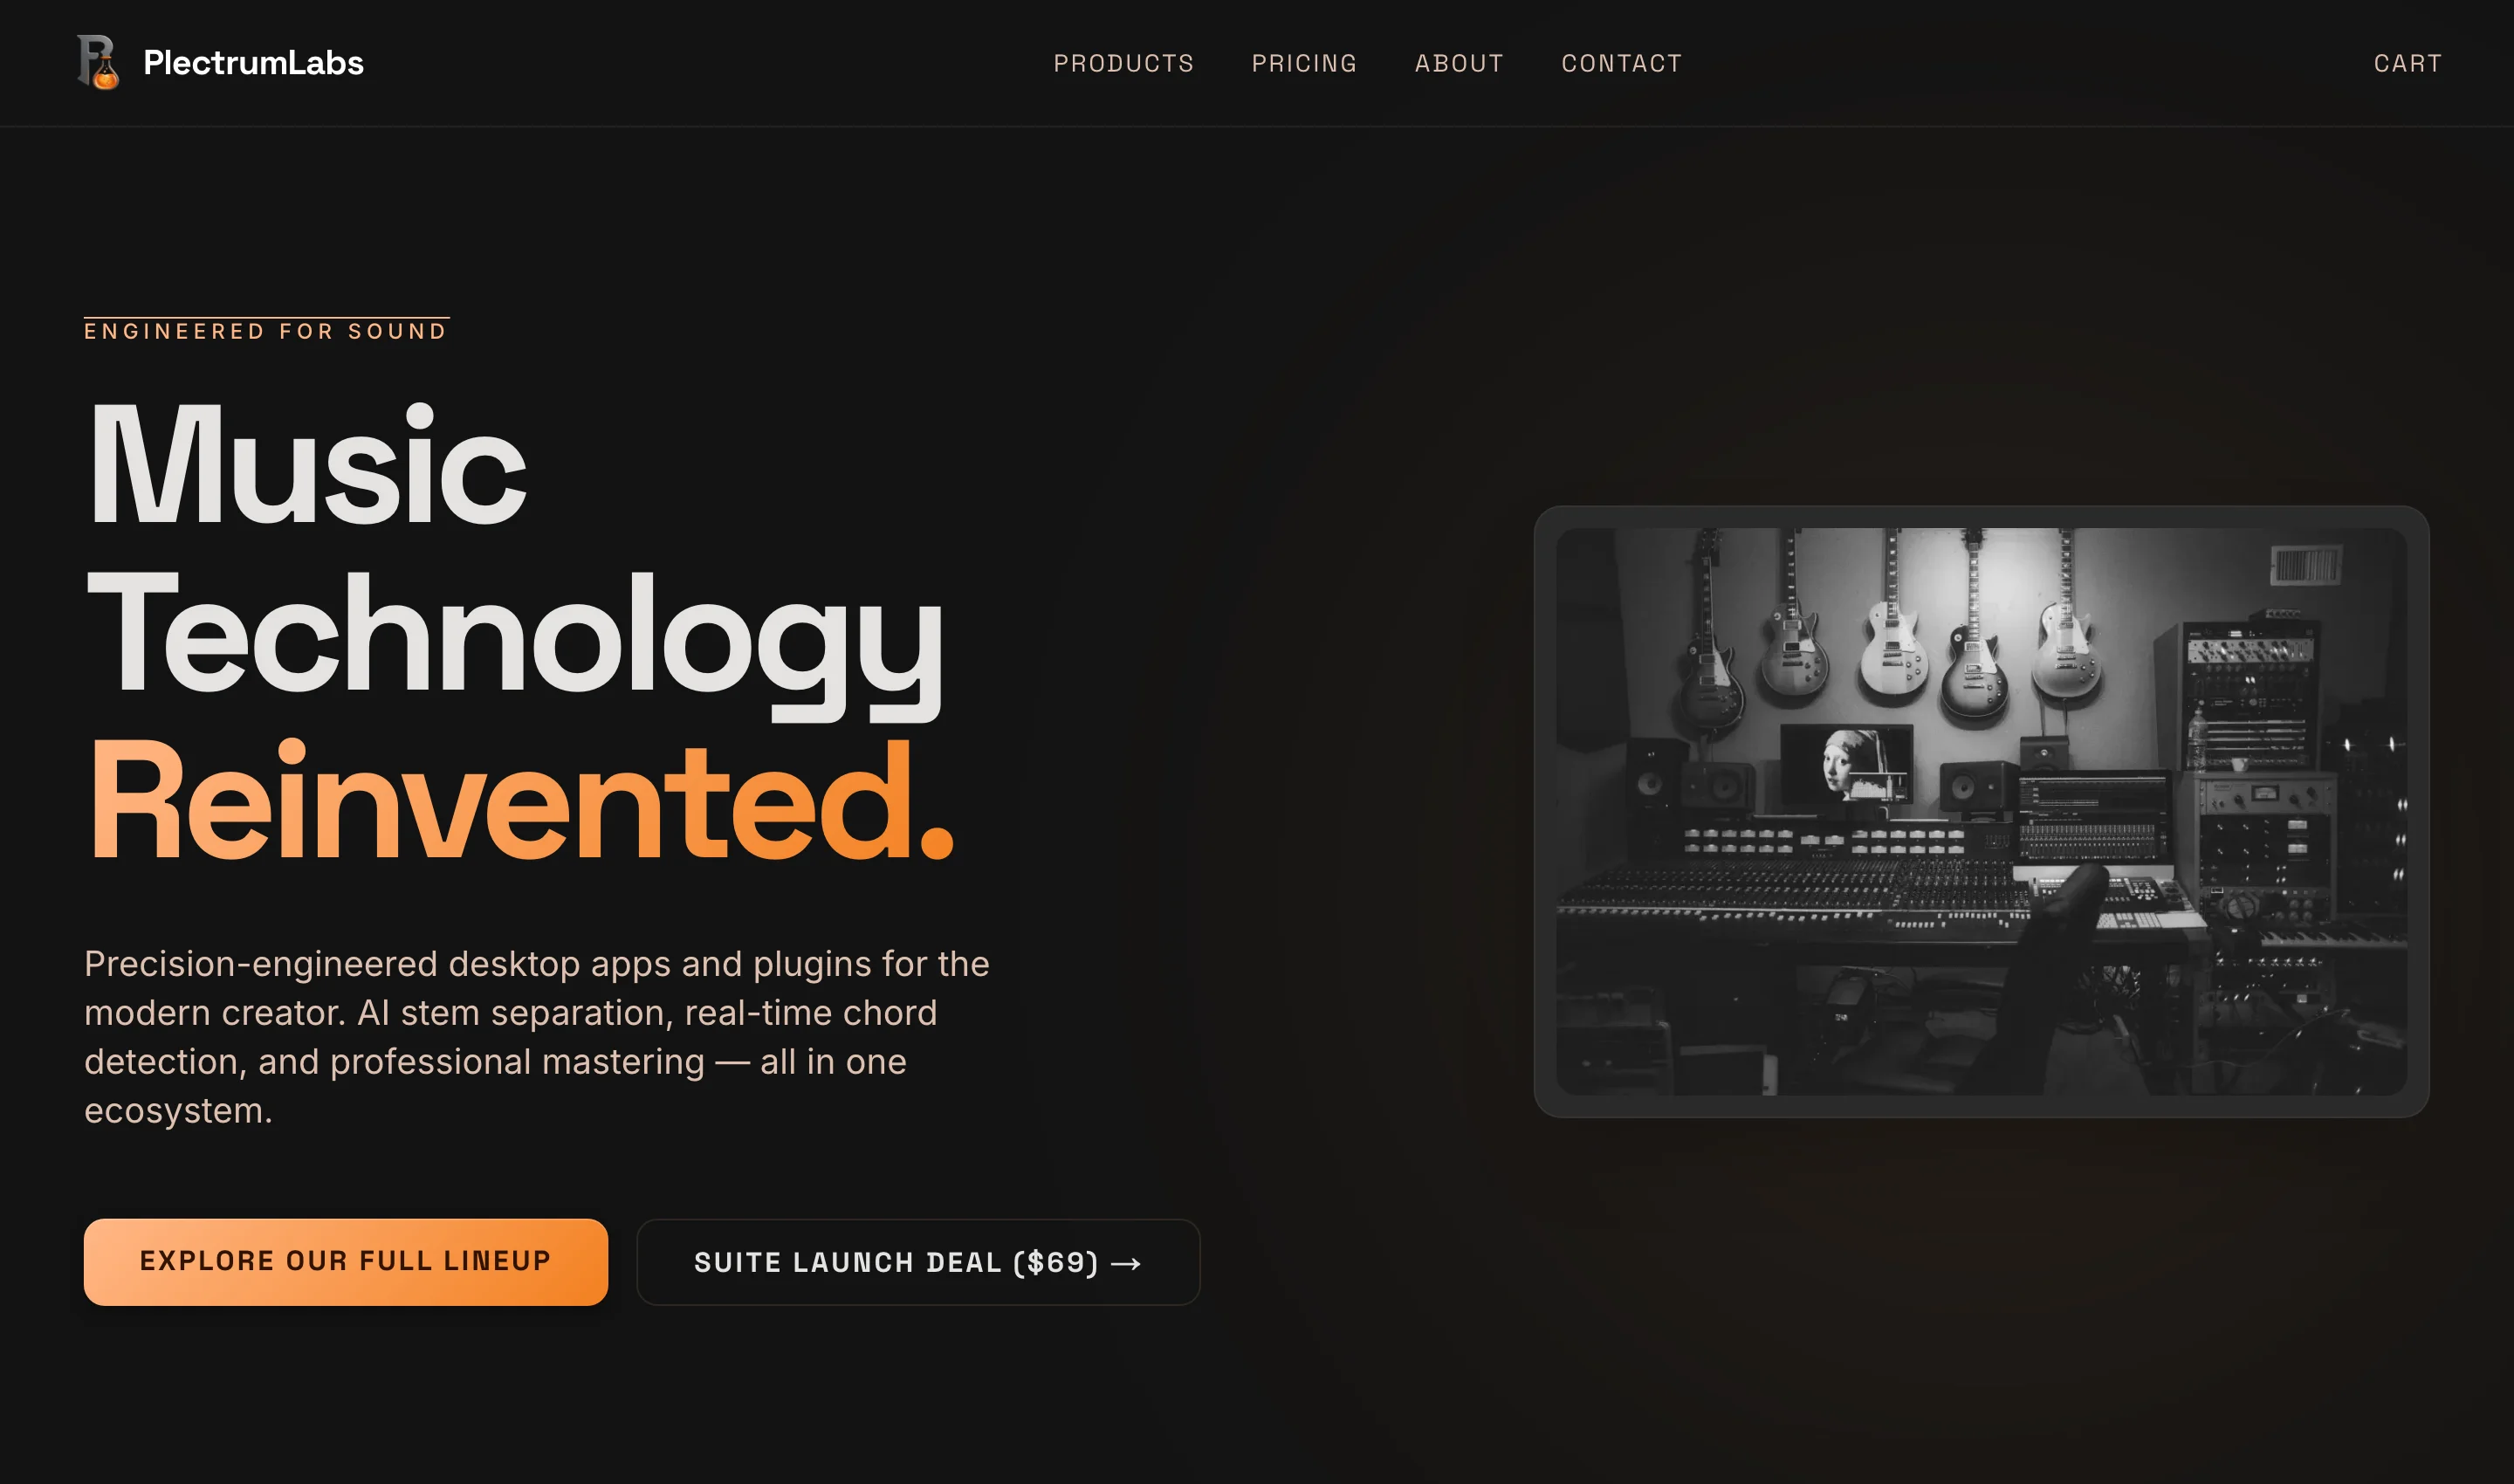 PlectrumLabs
PRODUCTS PRICING ABOUT CONTACT CART
ENGINEERED FOR SOUND
Music
Technology
Reinvented.
Precision-engineered desktop apps and plugins for the
modern creator. AI stem separation, real-time chord
detection, and professional mastering — all in one
ecosystem.
EXPLORE OUR FULL LINEUP
SUITE LAUNCH DEAL ($69) →